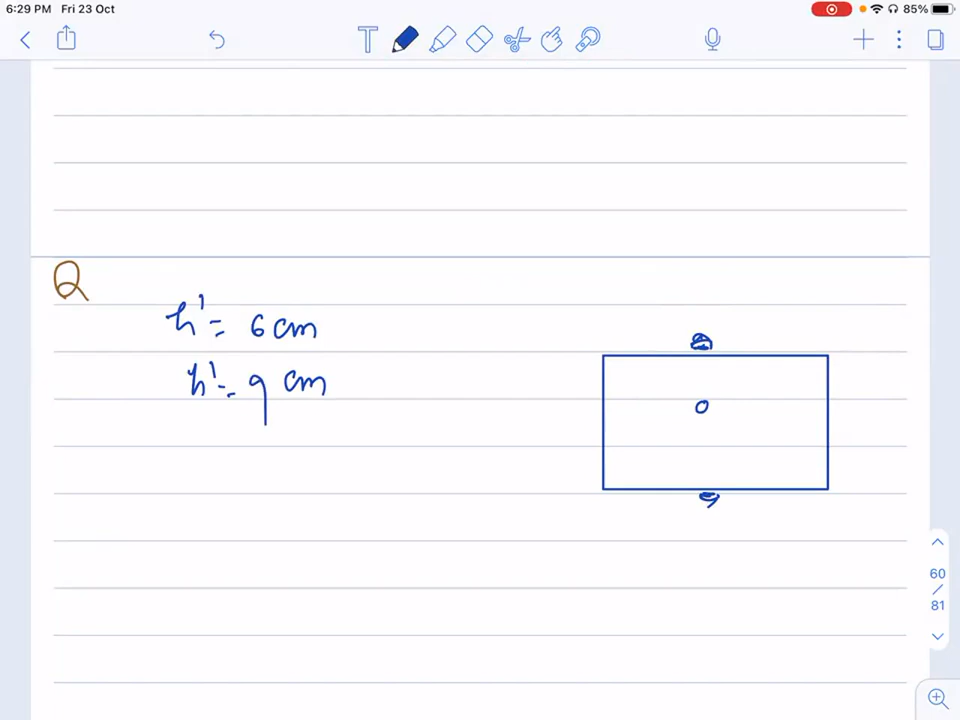 6:29 PM Fri 23 Oct
85%
T
Q
h' = 6 cm
h' = 9 cm
o
60
/
81